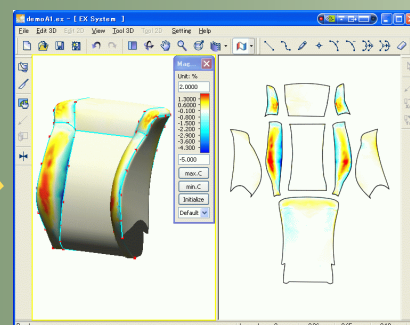 demoA1.ex - [ EX System ]
File Edit 3D Edit 2D View Tool 3D Tool 2D Setting Help
Mag...
Unit: %
2.0000
1.3000
0.6000
-0.100
-0.800
-1.500
-2.200
-2.900
-3.600
-4.300
-5.000
max.C
min.C
Initialize
Default